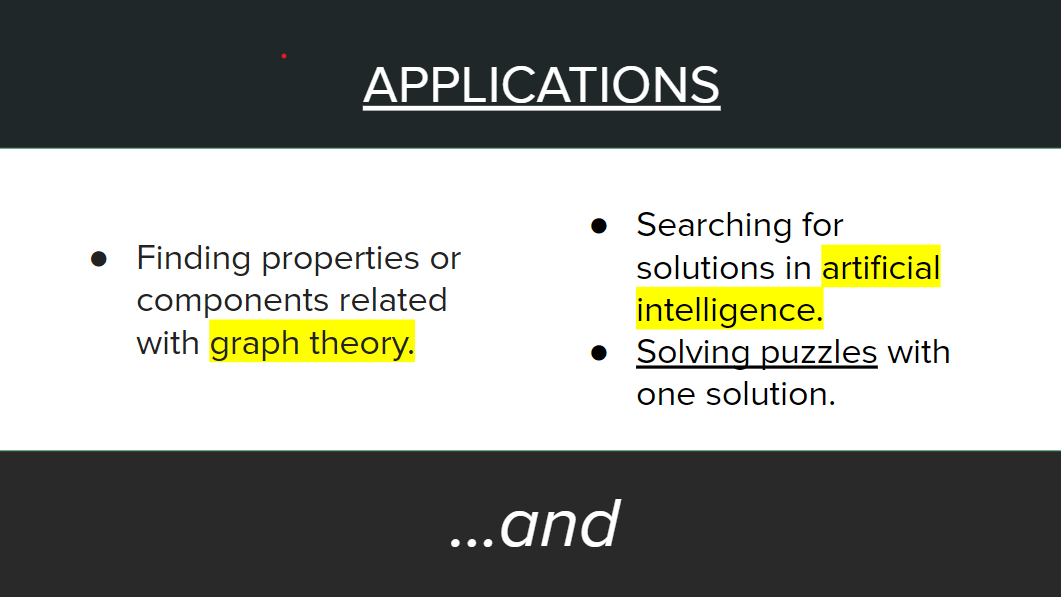 APPLICATIONS
● Finding properties or
components related
with graph theory.
● Searching for
solutions in artificial
intelligence.
● Solving puzzles with
one solution.
...and